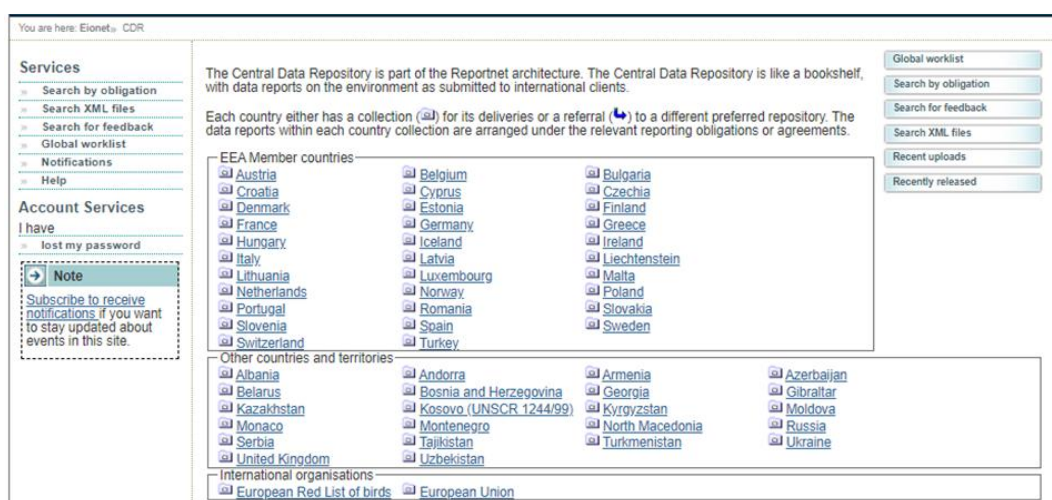 You are here: Eionet» CDR
Services
» Search by obligation
» Search XML files
» Search for feedback
» Global worklist
» Notifications
» Help
Account Services
I have
» lost my password
Note
Subscribe to receive
notifications if you want
to stay updated about
events in this site.
The Central Data Repository is part of the Reportnet architecture. The Central Data Repository is like a bookshelf,
with data reports on the environment as submitted to international clients.
Each country either has a collection () for its deliveries or a referral () to a different preferred repository. The
data reports within each country collection are arranged under the relevant reporting obligations or agreements.
EEA Member countries
Austria Belgium Bulgaria
Croatia Cyprus Czechia
Denmark Estonia Finland
France Germany Greece
Hungary Iceland Ireland
Italy Latvia Liechtenstein
Lithuania Luxembourg Malta
Netherlands Norway Poland
Portugal Romania Slovakia
Slovenia Spain Sweden
Switzerland Turkey
Other countries and territories
Albania Andorra Armenia Azerbaijan
Belarus Bosnia and Herzegovina Georgia Gibraltar
Kazakhstan Kosovo (UNSCR 1244/99) Kyrgyzstan Moldova
Monaco Montenegro North Macedonia Russia
Serbia Tajikistan Turkmenistan Ukraine
United Kingdom Uzbekistan
International organisations
European Red List of birds European Union
Global worklist
Search by obligation
Search for feedback
Search XML files
Recent uploads
Recently released